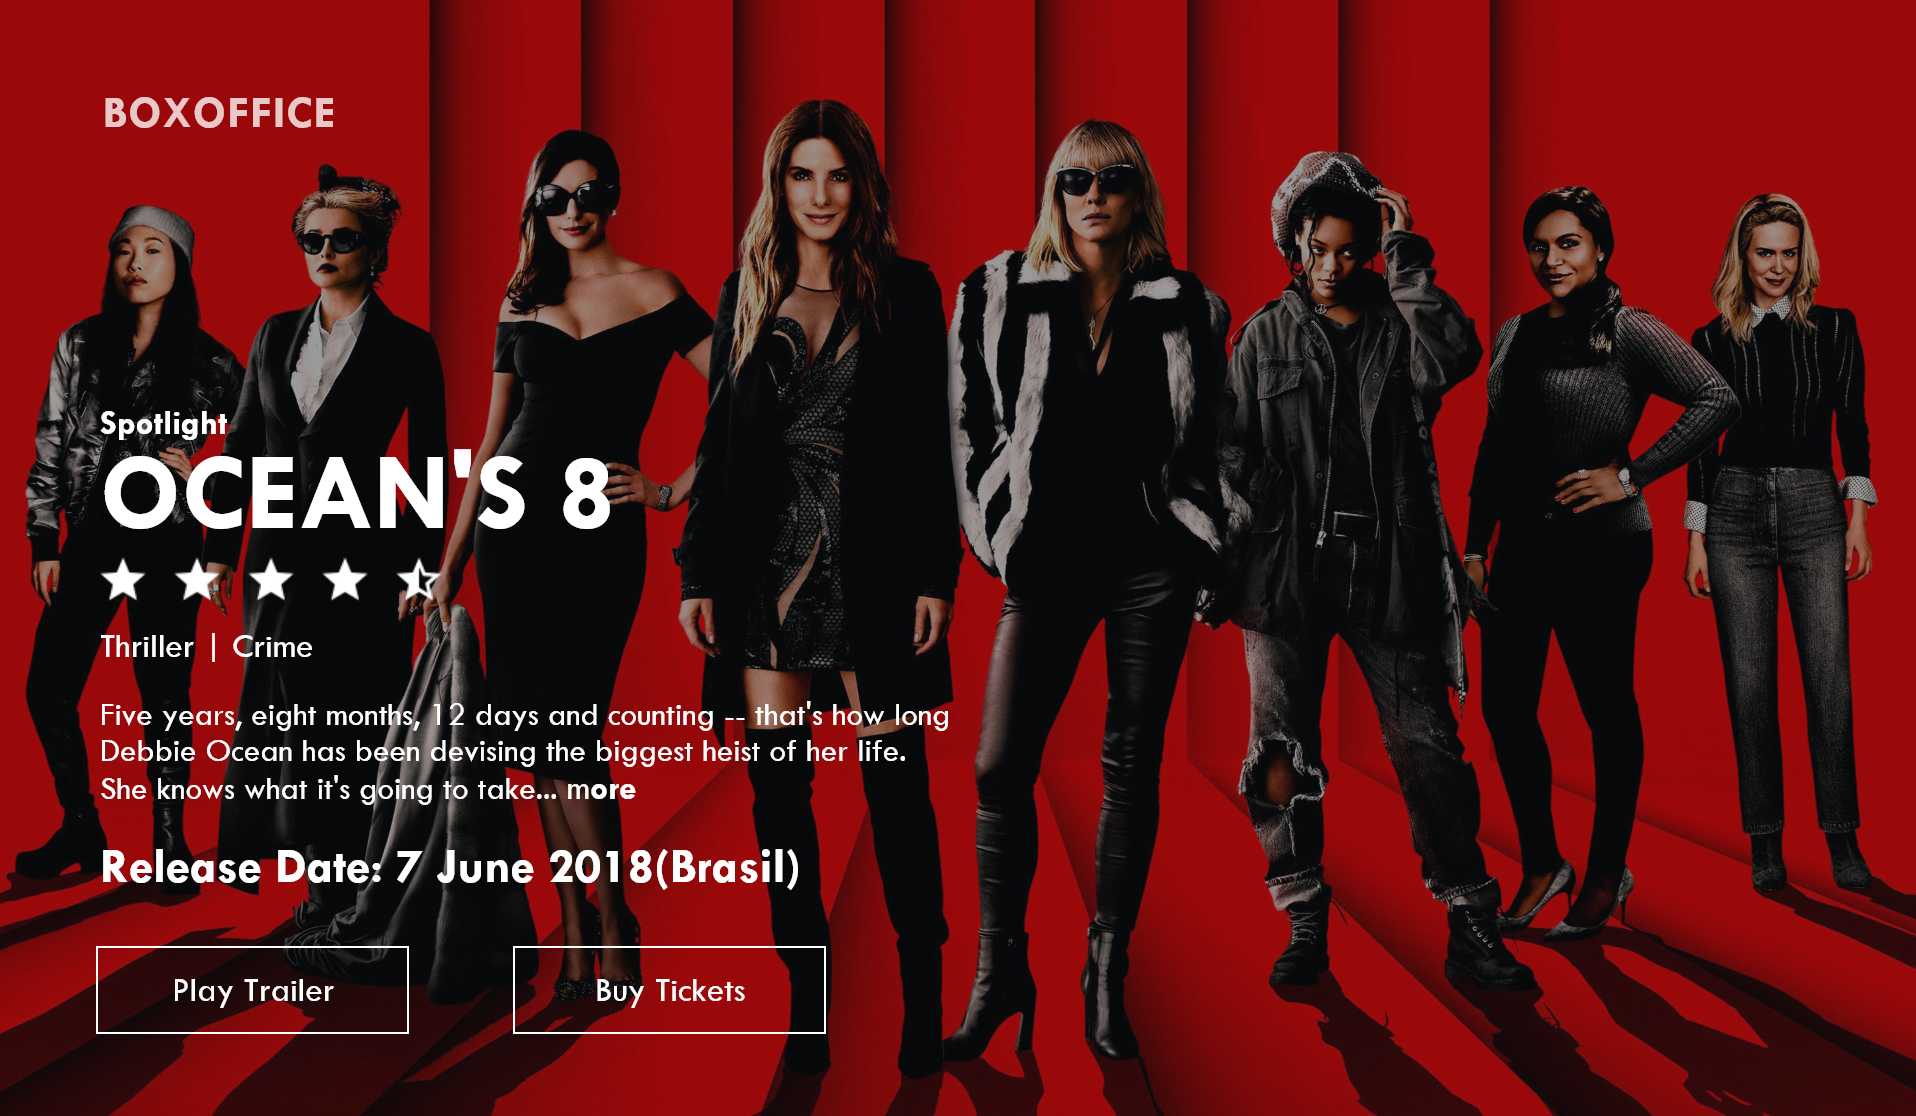 BOXOFFICE
Spotlight
OCEAN'S 8
Thriller | Crime
Five years, eight months, 12 days and counting -- that's how long
Debbie Ocean has been devising the biggest heist of her life.
She knows what it's going to take... more
Release Date: 7 June 2018(Brasil)
Play Trailer
Buy Tickets